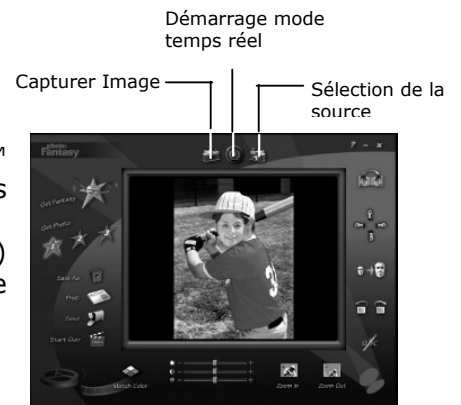 Démarrage mode
temps réel
Capturer Image
Sélection de la
source
M
s
)
e
photo
Fantasy
? – x
Get Fantasy
Get Photo
Save As
Print
Start Over
Match Color
Zoom In
Zoom Out